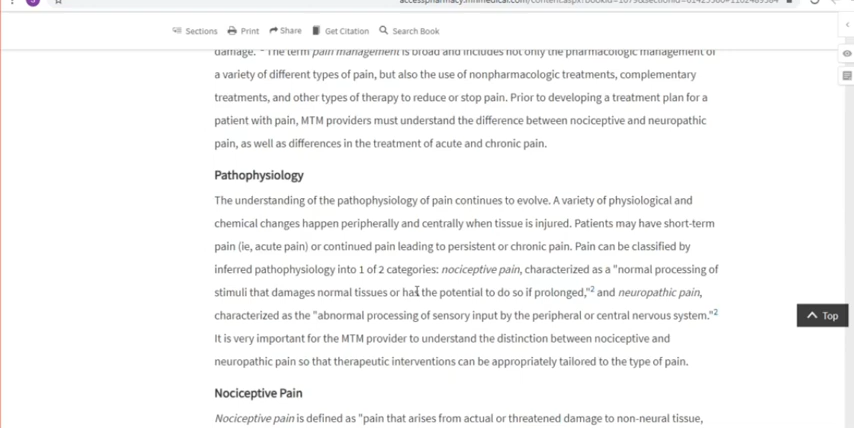 Sections Print Share Get Citation Search Book
damage. The term pain management is broad and includes not only the pharmacologic management of
a variety of different types of pain, but also the use of nonpharmacologic treatments, complementary
treatments, and other types of therapy to reduce or stop pain. Prior to developing a treatment plan for a
patient with pain, MTM providers must understand the difference between nociceptive and neuropathic
pain, as well as differences in the treatment of acute and chronic pain.
Pathophysiology
The understanding of the pathophysiology of pain continues to evolve. A variety of physiological and
chemical changes happen peripherally and centrally when tissue is injured. Patients may have short-term
pain (ie, acute pain) or continued pain leading to persistent or chronic pain. Pain can be classified by
inferred pathophysiology into 1 of 2 categories: nociceptive pain, characterized as a "normal processing of
stimuli that damages normal tissues or has the potential to do so if prolonged,"2 and neuropathic pain,
characterized as the "abnormal processing of sensory input by the peripheral or central nervous system."2
Top
It is very important for the MTM provider to understand the distinction between nociceptive and
neuropathic pain so that therapeutic interventions can be appropriately tailored to the type of pain.
Nociceptive Pain
Nociceptive pain is defined as "pain that arises from actual or threatened damage to non-neural tissue,